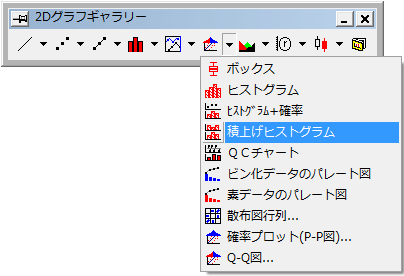 2Dグラフギャラリー
ボックス
ヒストグラム
ﾋｽﾄｸﾞﾗﾑ+確率
積上げヒストグラム
ＱＣチャート
ビン化データのパレート図
素データのパレート図
散布図行列...
確率プロット(P-P図)...
Q-Q図...